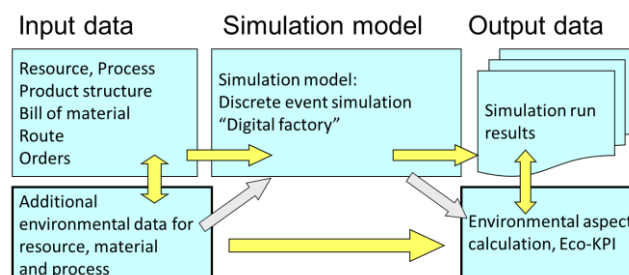 Input data
Simulation model
Output data
Resource, Process
Product structure
Bill of material
Route
Orders
Simulation model:
Discrete event simulation
“Digital factory”
Simulation run
results
Additional
environmental data for
resource, material
and process
Environmental aspect
calculation, Eco-KPI